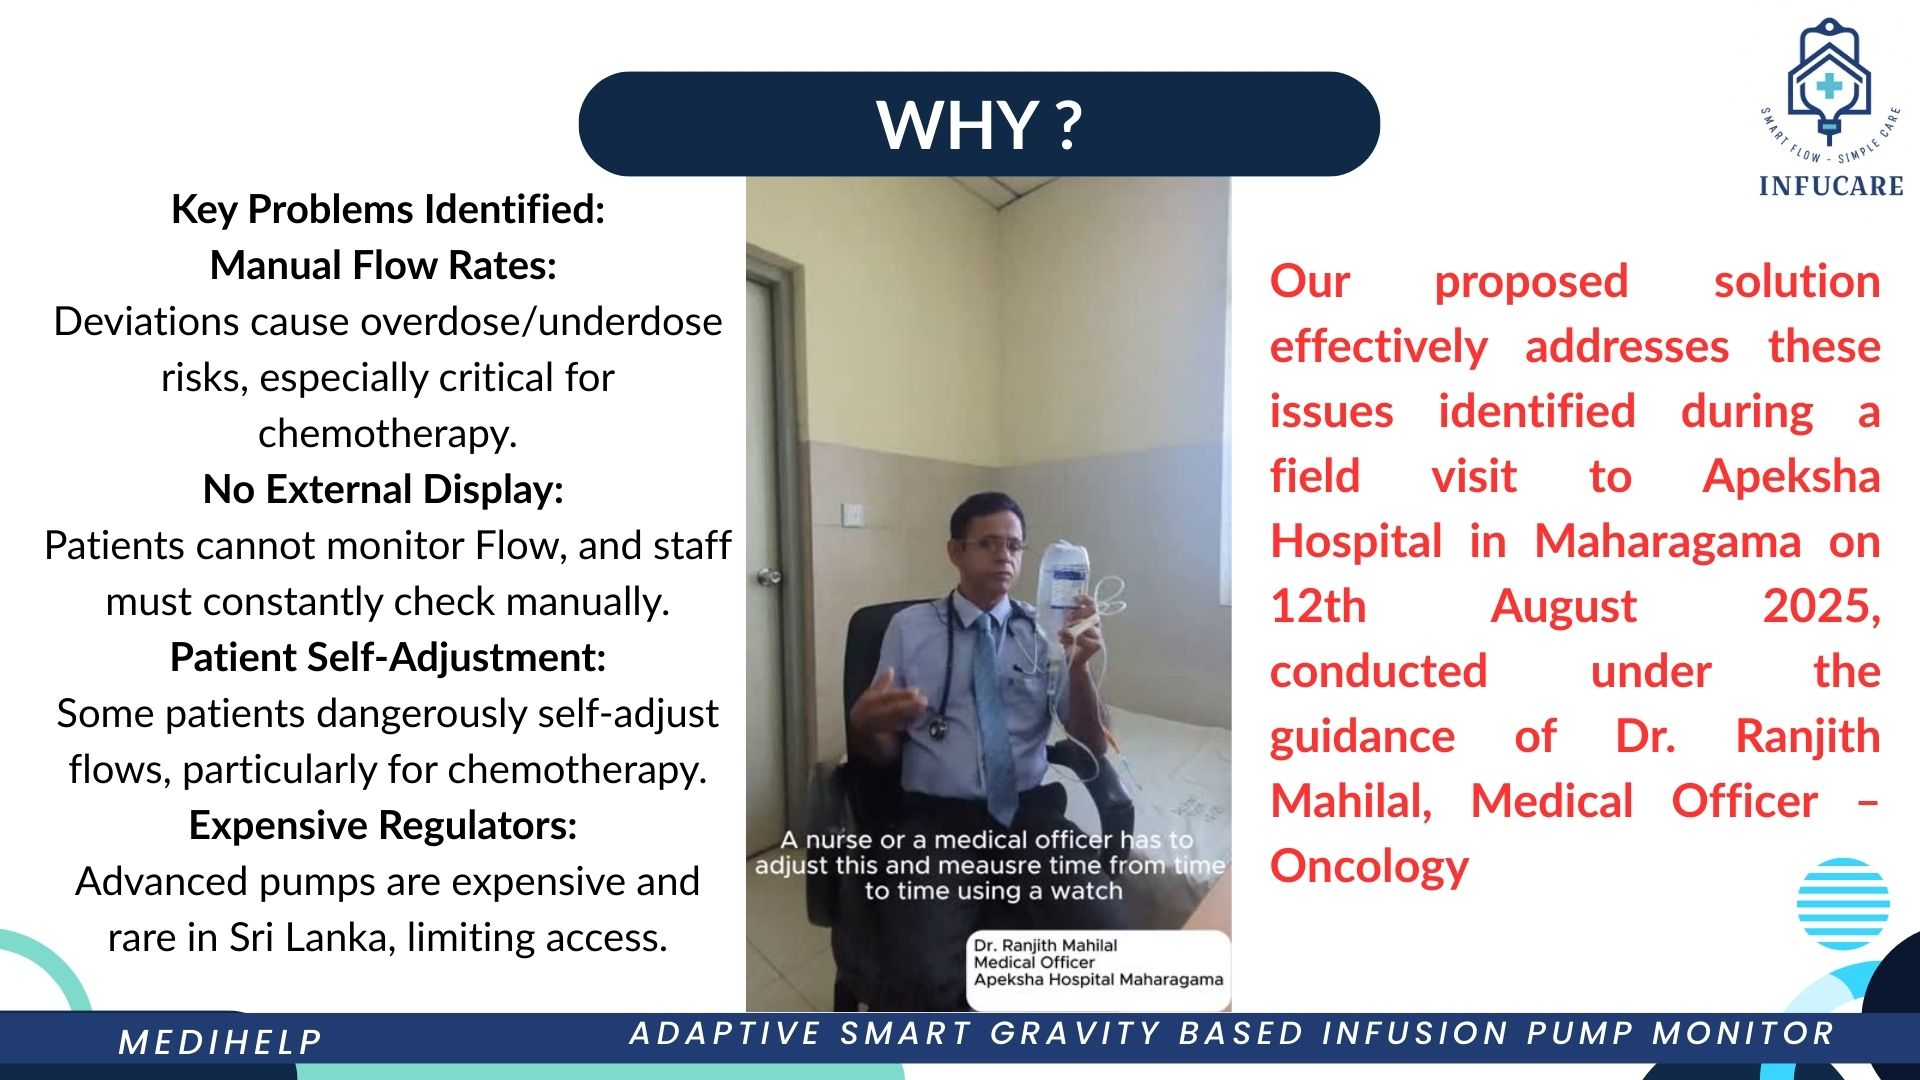 WHY ?
SMART FLOW - SIMPLE CARE
INFUCARE
Key Problems Identified:
Manual Flow Rates:
Deviations cause overdose/underdose
risks, especially critical for
chemotherapy.
No External Display:
Patients cannot monitor Flow, and staff
must constantly check manually.
Patient Self-Adjustment:
Some patients dangerously self-adjust
flows, particularly for chemotherapy.
Expensive Regulators:
Advanced pumps are expensive and
rare in Sri Lanka, limiting access.
A nurse or a medical officer has to
adjust this and meausre time from time
to time using a watch
Dr. Ranjith Mahilal
Medical Officer
Apeksha Hospital Maharagama
Our proposed solution
effectively addresses these
issues identified during a
field visit to Apeksha
Hospital in Maharagama on
12th August 2025,
conducted under the
guidance of Dr. Ranjith
Mahilal, Medical Officer –
Oncology
MEDIHELP
ADAPTIVE SMART GRAVITY BASED INFUSION PUMP MONITOR